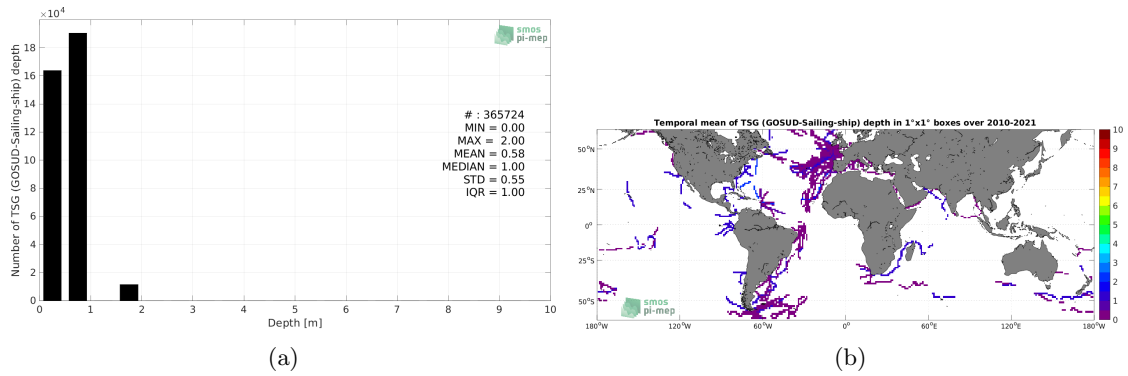 ×10⁴
18
16
14
12
10
8
6
4
2
0
Number of TSG (GOSUD-Sailing-ship) depth
smos
pi-mep
# : 365724
MIN = 0.00
MAX = 2.00
MEAN = 0.58
MEDIAN = 1.00
STD = 0.55
IQR = 1.00
0 1 2 3 4 5 6 7 8 9 10
Depth [m]
(a)
Temporal mean of TSG (GOSUD-Sailing-ship) depth in 1°x1° boxes over 2010-2021
50°N
25°N
0°
25°S
50°S
smos
pi-mep
180°W 120°W 60°W 0° 60°E 120°E 180°W
10
9
8
7
6
5
4
3
2
1
0
(b)